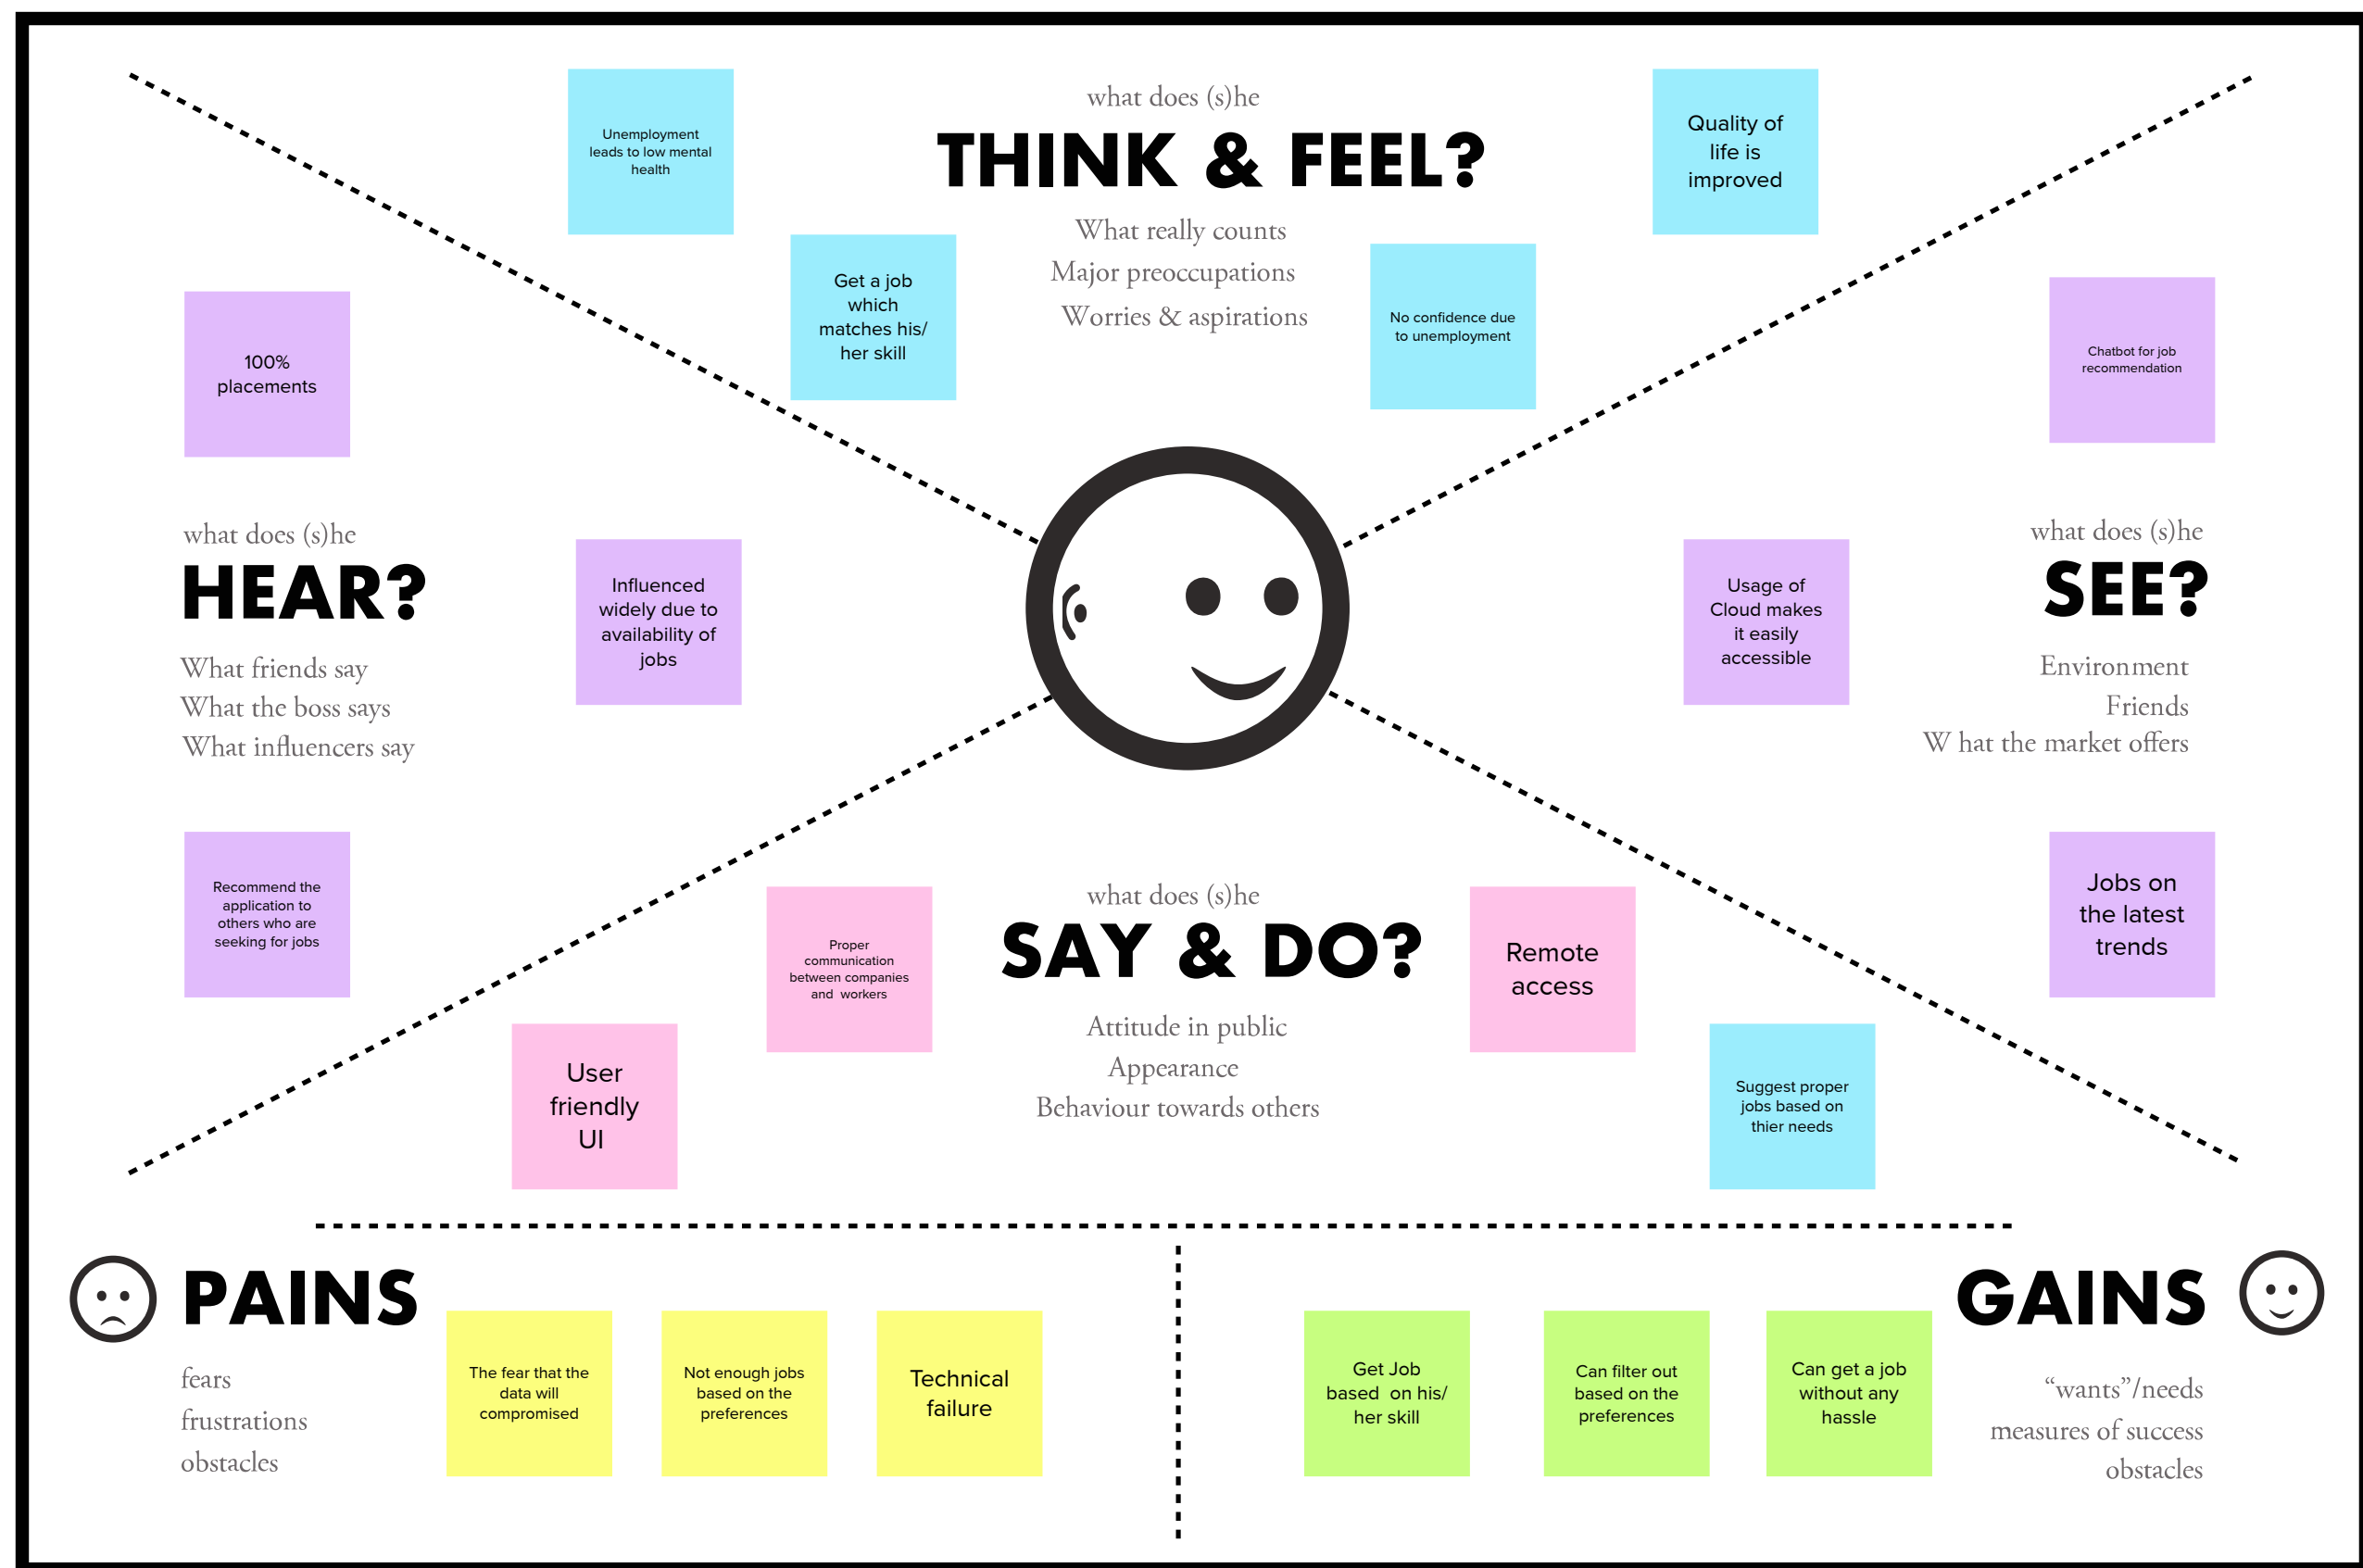 what does (s)he
THINK & FEEL?
What really counts
Major preoccupations
Worries & aspirations
Unemployment
leads to low mental
health
Get a job
which
matches his/
her skill
No confidence due
to unemployment
Quality of
life is
improved
100%
placements
what does (s)he
HEAR?
What friends say
What the boss says
What influencers say
Influenced
widely due to
availability of
jobs
Recommend the
application to
others who are
seeking for jobs
Chatbot for job
recommendation
Usage of
Cloud makes
it easily
accessible
what does (s)he
SEE?
Environment
Friends
W hat the market offers
Jobs on
the latest
trends
what does (s)he
SAY & DO?
Attitude in public
Appearance
Behaviour towards others
Proper
communication
between companies
and workers
User
friendly
UI
Remote
access
Suggest proper
jobs based on
thier needs
PAINS
fears
frustrations
obstacles
The fear that the
data will
compromised
Not enough jobs
based on the
preferences
Technical
failure
Get Job
based on his/
her skill
Can filter out
based on the
preferences
Can get a job
without any
hassle
GAINS
“wants”/needs
measures of success
obstacles